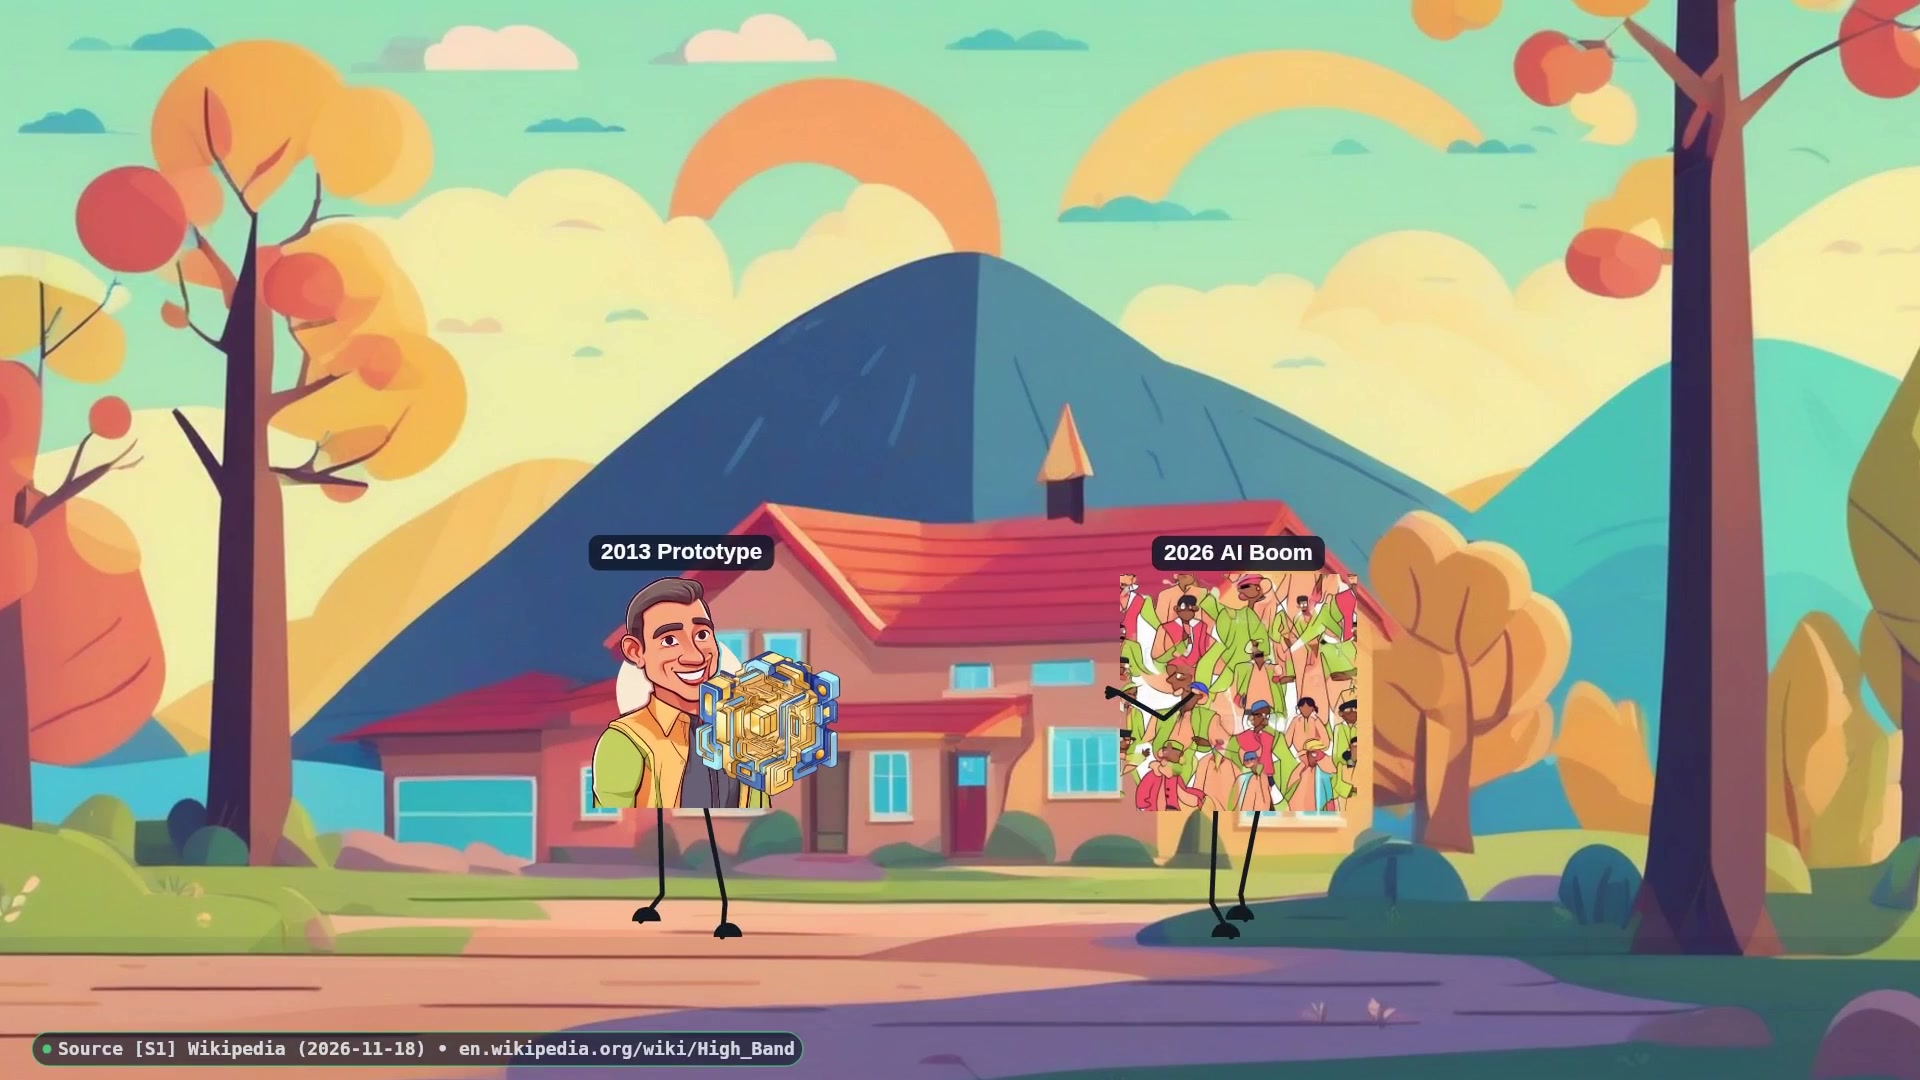 2013 Prototype
2026 AI Boom
Source [S1] Wikipedia (2026-11-18) • en.wikipedia.org/wiki/High_Band